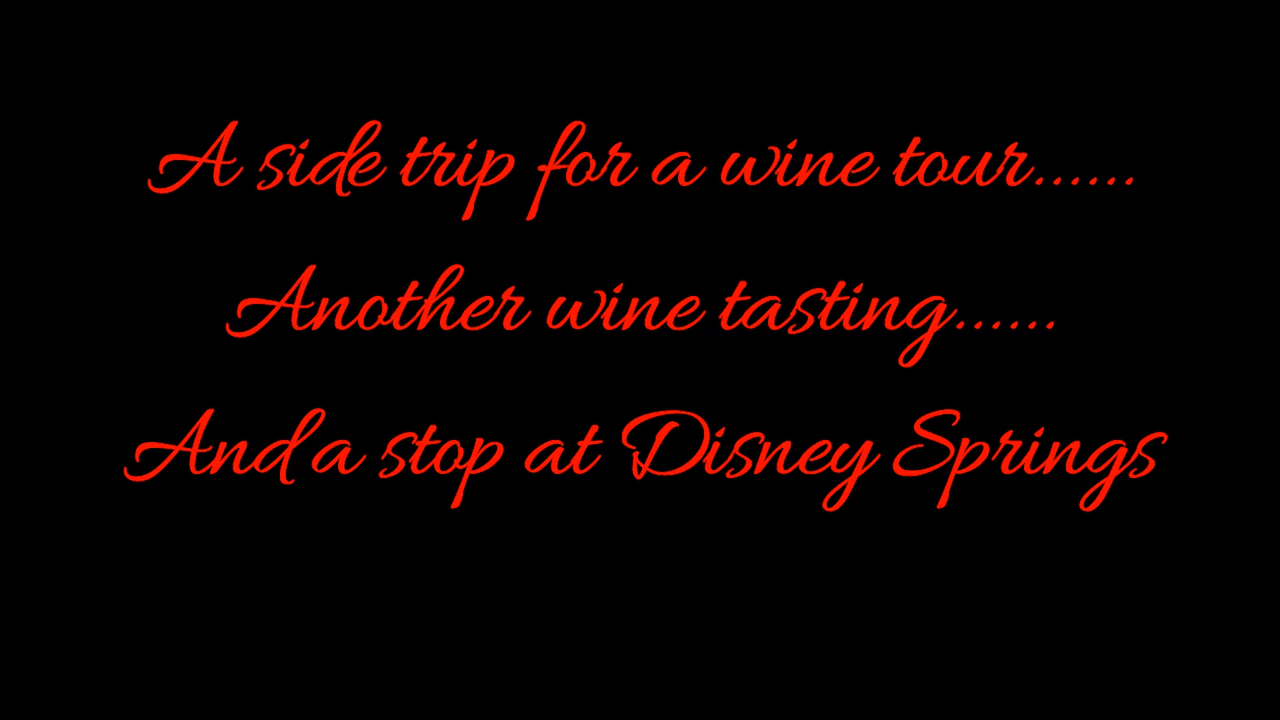 A side trip for a wine tour......
Another wine tasting......
And a stop at Disney Springs